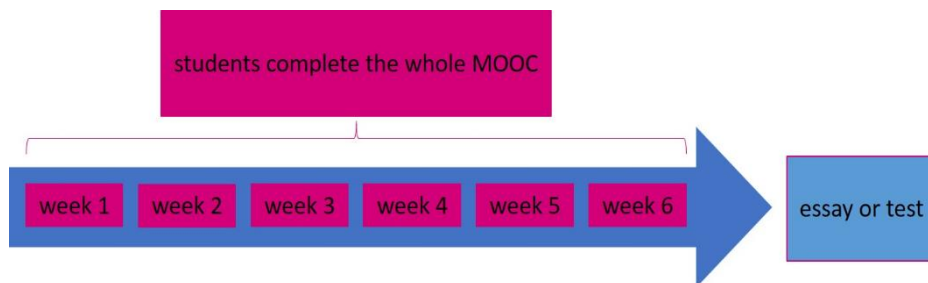 students complete the whole MOOC
week 1
week 2
week 3
week 4
week 5
week 6
essay or test